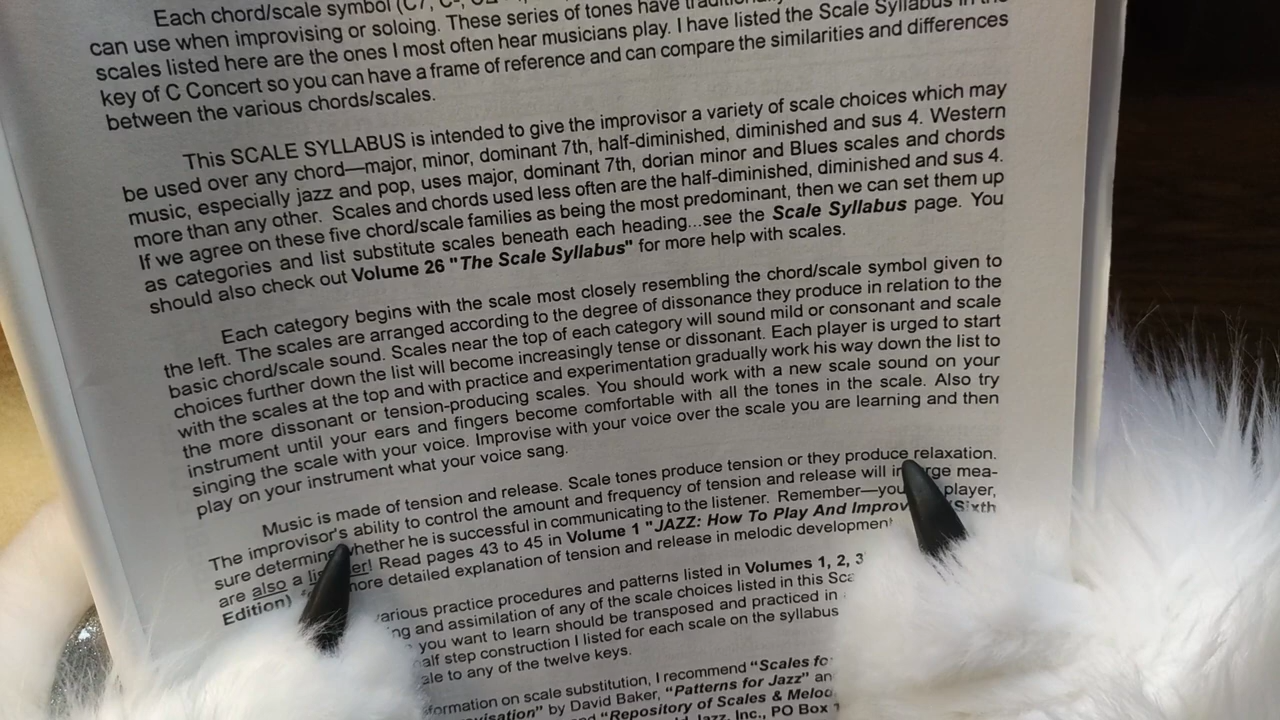 Each chord/scale symbol (C7,
can use when improvising or soloing. These series of tones have
scales listed here are the ones I most often hear musicians play. I have listed the Scale Syllabus in the
key of C Concert so you can have a frame of reference and can compare the similarities and differences
between the various chords/scales.
This SCALE SYLLABUS is intended to give the improvisor a variety of scale choices which may
be used over any chord—major, minor, dominant 7th, half-diminished, diminished and sus 4. Western
music, especially jazz and pop, uses major, dominant 7th, dorian minor and Blues scales and chords
more than any other. Scales and chords used less often are the half-diminished, diminished and sus 4.
If we agree on these five chord/scale families as being the most predominant, then we can set them up
as categories and list substitute scales beneath each heading...see the Scale Syllabus page. You
should also check out Volume 26 "The Scale Syllabus" for more help with scales.
Each category begins with the scale most closely resembling the chord/scale symbol given to
the left. The scales are arranged according to the degree of dissonance they produce in relation to the
basic chord/scale sound. Scales near the top of each category will sound mild or consonant and scale
choices further down the list will become increasingly tense or dissonant. Each player is urged to start
with the scales at the top and with practice and experimentation gradually work his way down the list to
the more dissonant or tension-producing scales. You should work with a new scale sound on your
instrument until your ears and fingers become comfortable with all the tones in the scale. Also try
singing the scale with your voice. Improvise with your voice over the scale you are learning and then
play on your instrument what your voice sang.
Music is made of tension and release. Scale tones produce tension or they produce relaxation.
The improvisor's ability to control the amount and frequency of tension and release will in large mea-
sure determine whether he is successful in communicating to the listener. Remember—you player,
are also a listener! Read pages 43 to 45 in Volume 1 "JAZZ: How To Play And Improv (Sixth
Edition) more detailed explanation of tension and release in melodic development
various practice procedures and patterns listed in Volumes 1, 2, 3
ng and assimilation of any of the scale choices listed in this Sca
you want to learn should be transposed and practiced in
alf step construction I listed for each scale on the syllabus
ale to any of the twelve keys.
formation on scale substitution, I recommend "Scales fo
visation" by David Baker, "Patterns for Jazz" an
and "Repository of Scales & Meloc
Jazz, Inc., PO Box 1